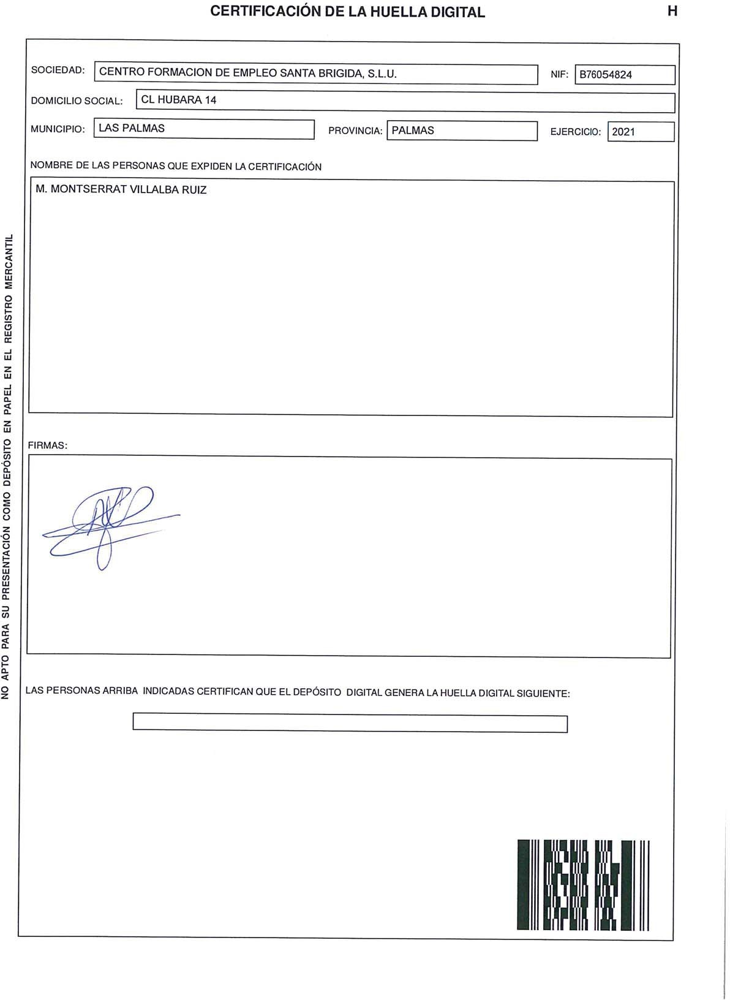 CERTIFICACIÓN DE LA HUELLA DIGITAL
H
SOCIEDAD: CENTRO FORMACION DE EMPLEO SANTA BRIGIDA, S.L.U. NIF: B76054824
DOMICILIO SOCIAL: CL HUBARA 14
MUNICIPIO: LAS PALMAS PROVINCIA: PALMAS EJERCICIO: 2021
NOMBRE DE LAS PERSONAS QUE EXPIDEN LA CERTIFICACIÓN
M. MONTSERRAT VILLALBA RUIZ
FIRMAS:
LAS PERSONAS ARRIBA INDICADAS CERTIFICAN QUE EL DEPÓSITO DIGITAL GENERA LA HUELLA DIGITAL SIGUIENTE:
NO APTO PARA SU PRESENTACIÓN COMO DEPÓSITO EN PAPEL EN EL REGISTRO MERCANTIL